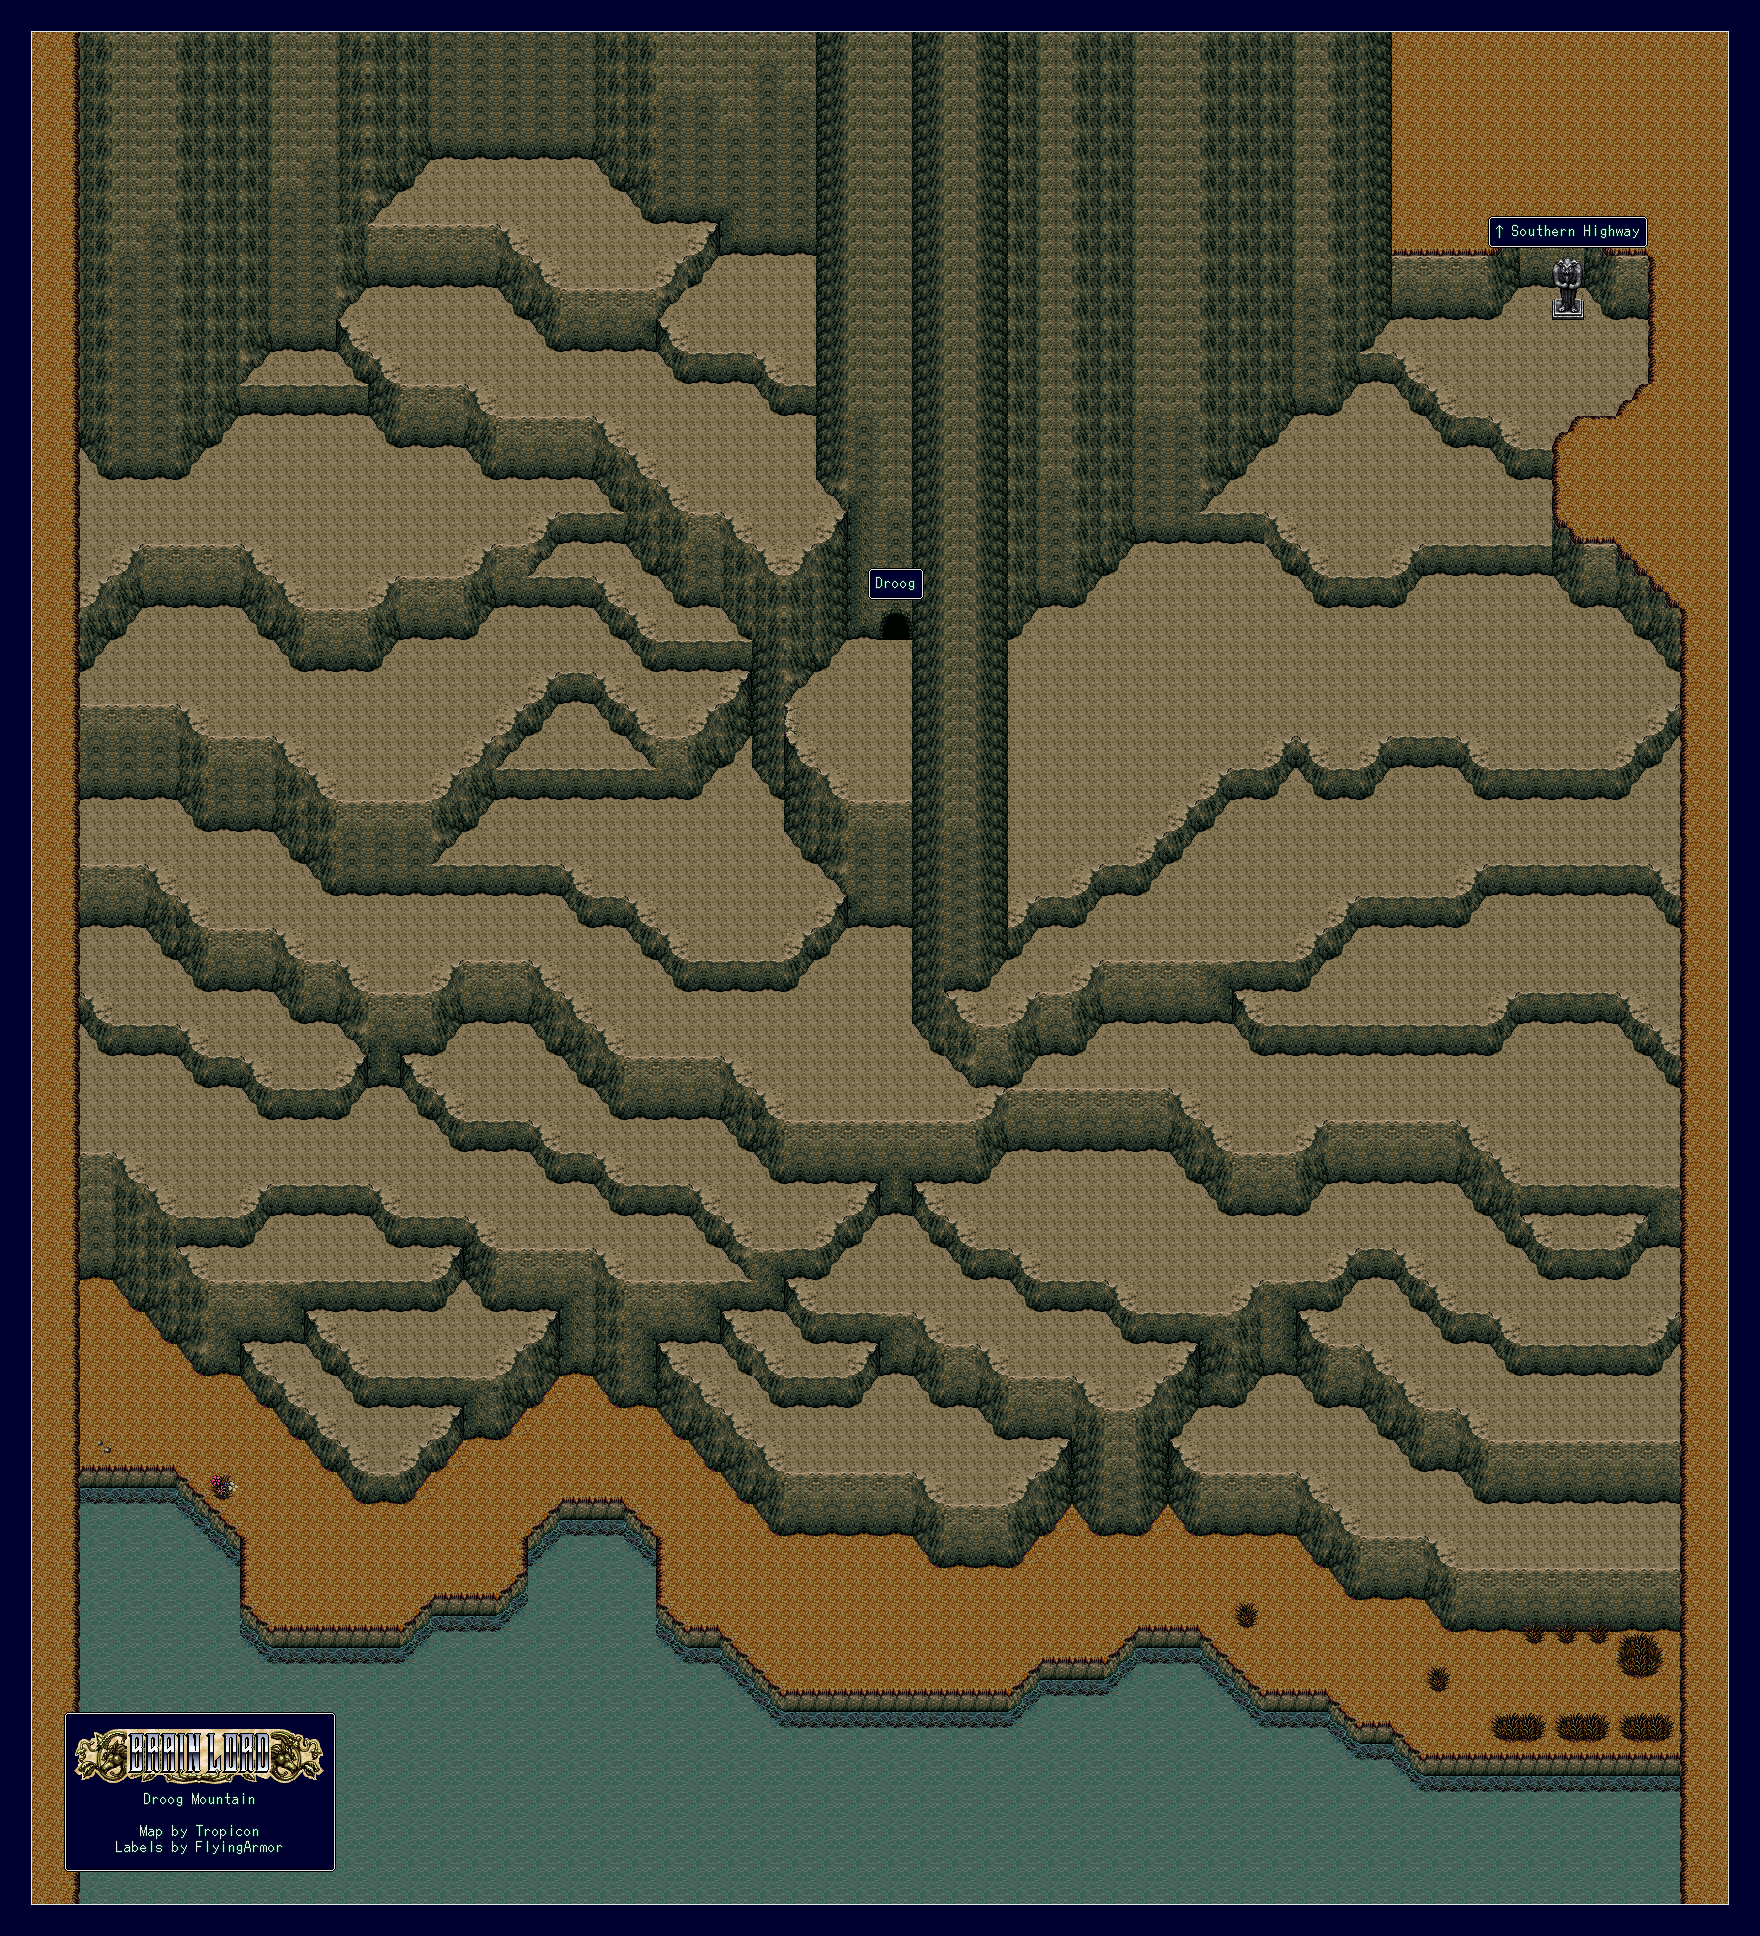 ↑ Southern Highway
Droog
BRAIN LORD
Droog Mountain
Map by Tropicon
Labels by FlyingArmor